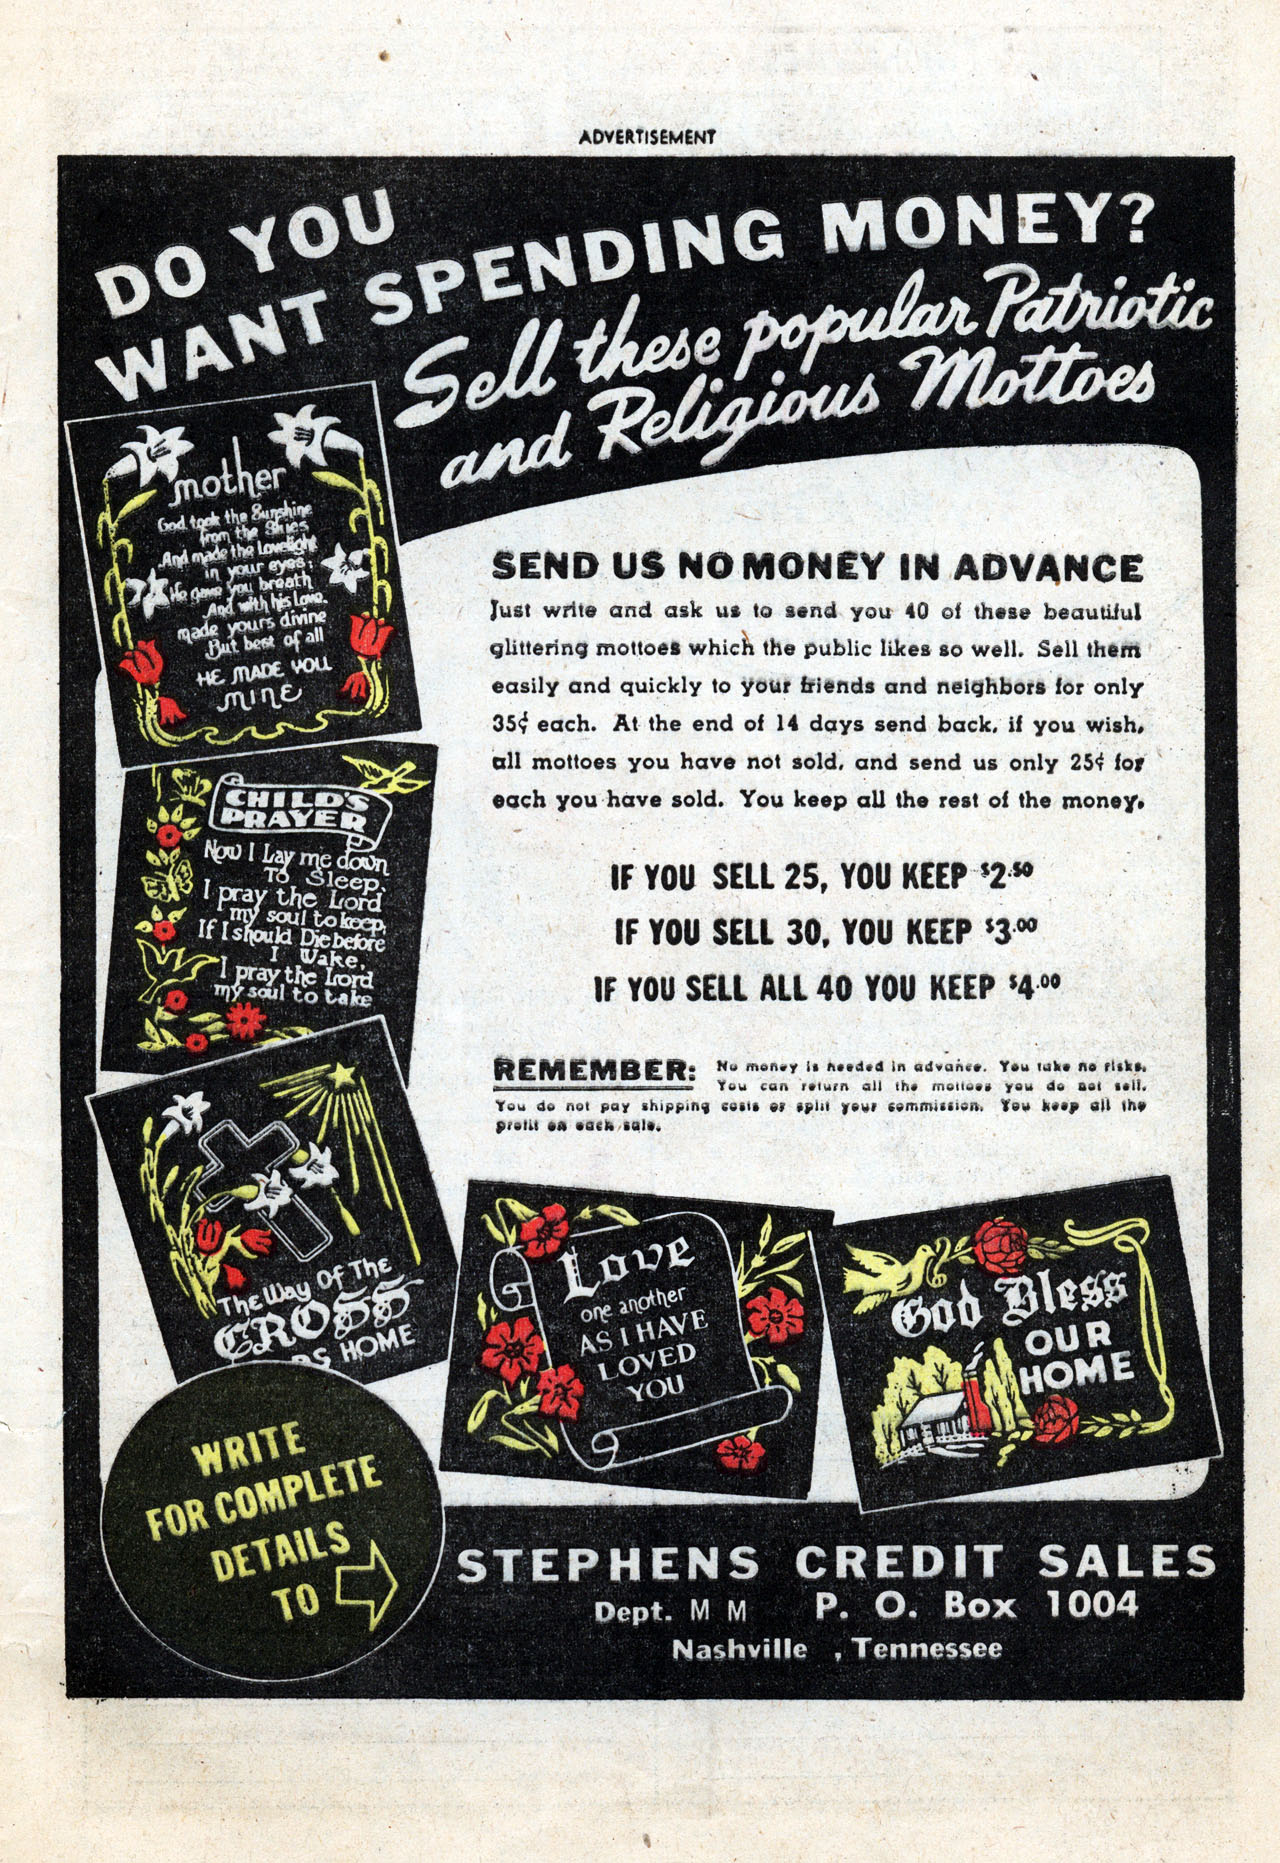 ADVERTISEMENT
DO YOU
WANT SPENDING MONEY?
Sell these popular Patriotic
and Religious Mottoes
mother
God took the Sunshine
from the Skies
And made the Lovelight
in your eyes;
He gave you breath
And with his Love.
made yours divine
But best of all
HE MADE YOU
MINE
CHILD'S
PRAYER
Now I Lay me down
To Sleep,
I pray the Lord
my soul to keep,
If I should Die before
I Wake,
I pray the Lord
my soul to take
The Way Of The
CROSS
HOME
SEND US NO MONEY IN ADVANCE
Just write and ask us to send you 40 of these beautiful
glittering mottoes which the public likes so well. Sell them
easily and quickly to your friends and neighbors for only
35¢ each. At the end of 14 days send back, if you wish,
all mottoes you have not sold, and send us only 25¢ for
each you have sold. You keep all the rest of the money.
IF YOU SELL 25, YOU KEEP $2.50
IF YOU SELL 30, YOU KEEP $3.00
IF YOU SELL ALL 40 YOU KEEP $4.00
REMEMBER: No money is needed in advance. You take no risks.
You can return all the mottoes you do not sell.
You do not pay shipping costs or split your commission. You keep all the
profit on each sale.
Love
one another
AS I HAVE
LOVED
YOU
God Bless
OUR
HOME
WRITE
FOR COMPLETE
DETAILS
TO
STEPHENS CREDIT SALES
Dept. M M P. O. Box 1004
Nashville , Tennessee